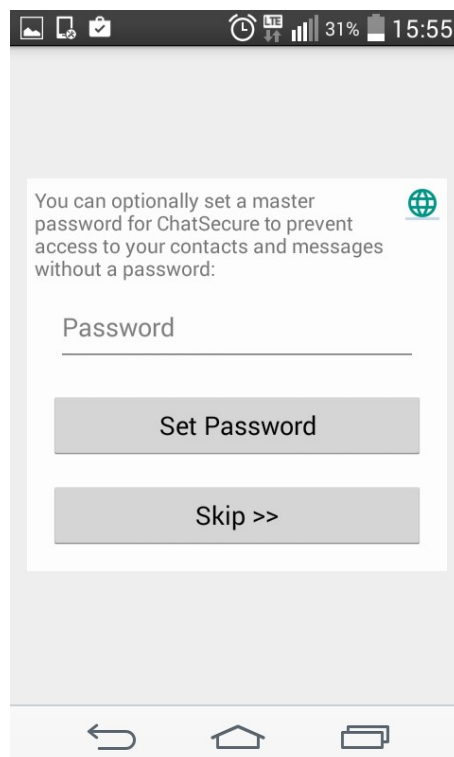 LTE 31% 15:55
You can optionally set a master
password for ChatSecure to prevent
access to your contacts and messages
without a password:
Password
Set Password
Skip >>